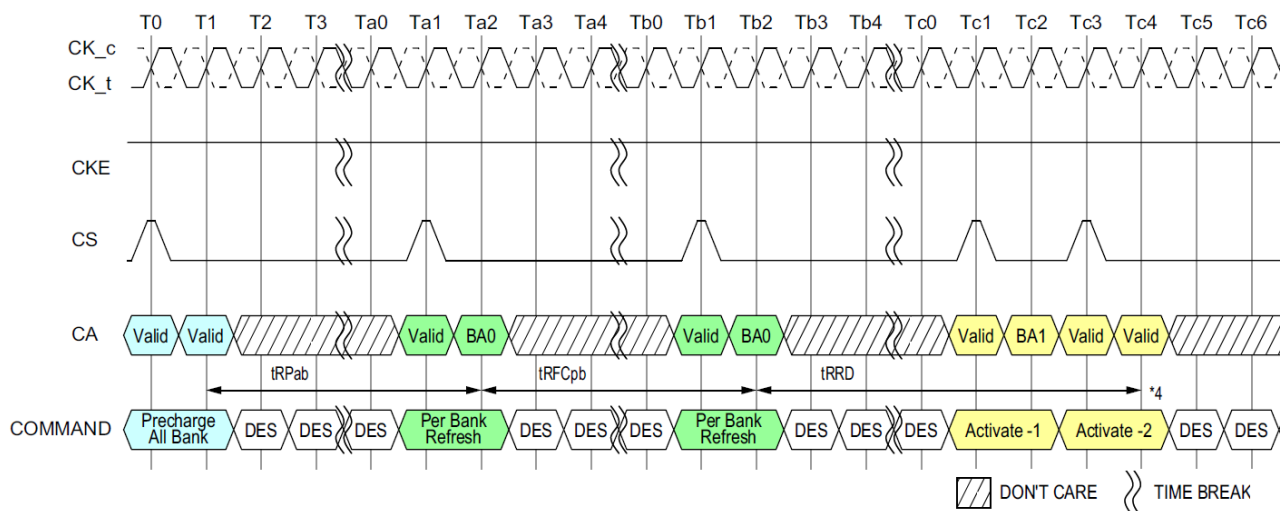 T0 T1 T2 T3 Ta0 Ta1 Ta2 Ta3 Ta4 Tb0 Tb1 Tb2 Tb3 Tb4 Tc0 Tc1 Tc2 Tc3 Tc4 Tc5 Tc6
CK_c
CK_t
CKE
CS
CA Valid Valid Valid BA0 Valid BA0 Valid BA1 Valid Valid
tRPab tRFCpb tRRD
*4
COMMAND Precharge All Bank DES DES DES Per Bank Refresh DES DES DES Per Bank Refresh DES DES DES Activate -1 Activate -2 DES DES
DON'T CARE TIME BREAK